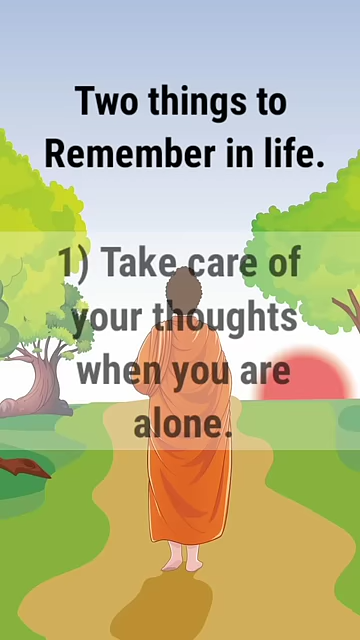 Two things to
Remember in life.
1) Take care of
your thoughts
when you are
alone.